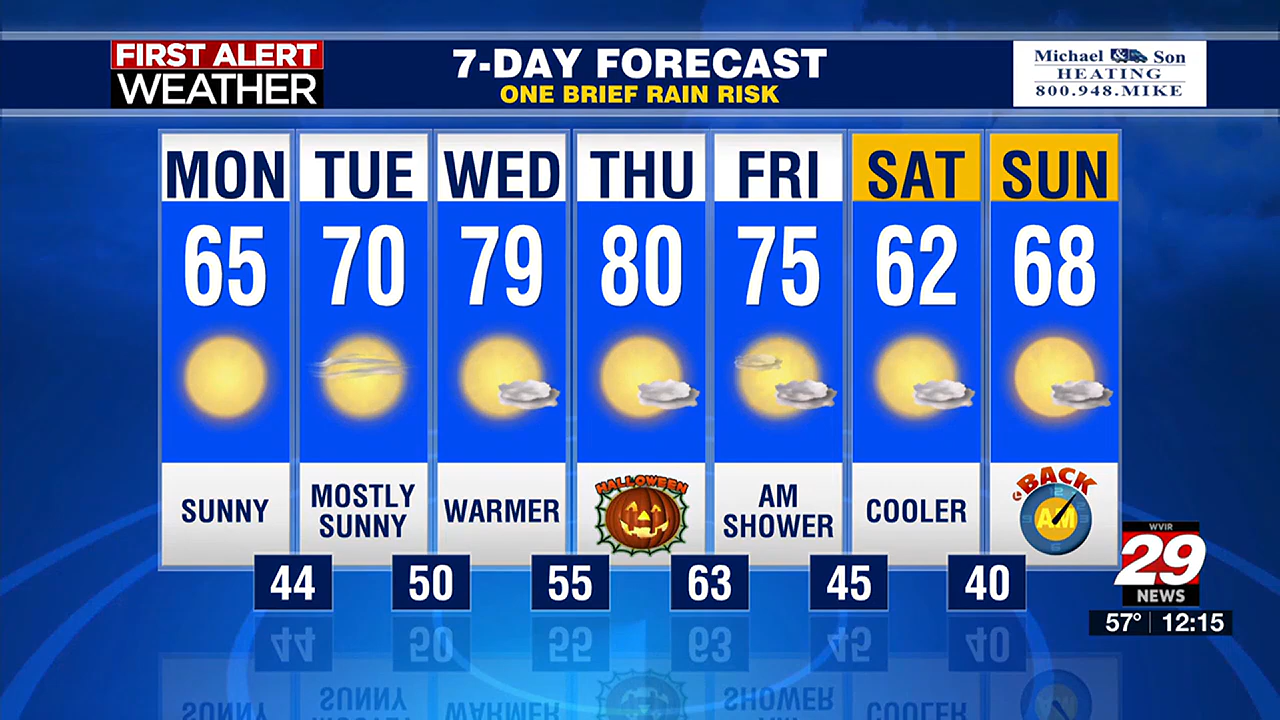 FIRST ALERT
WEATHER
7-DAY FORECAST
ONE BRIEF RAIN RISK
Michael & Son
HEATING
800.948.MIKE
MON TUE WED THU FRI SAT SUN
65 70 79 80 75 62 68
SUNNY
MOSTLY
SUNNY
WARMER
HALLOWEEN
AM
SHOWER
COOLER
BACK
AM
44 50 55 63 45 40
WVIR
29
NEWS
57° 12:15